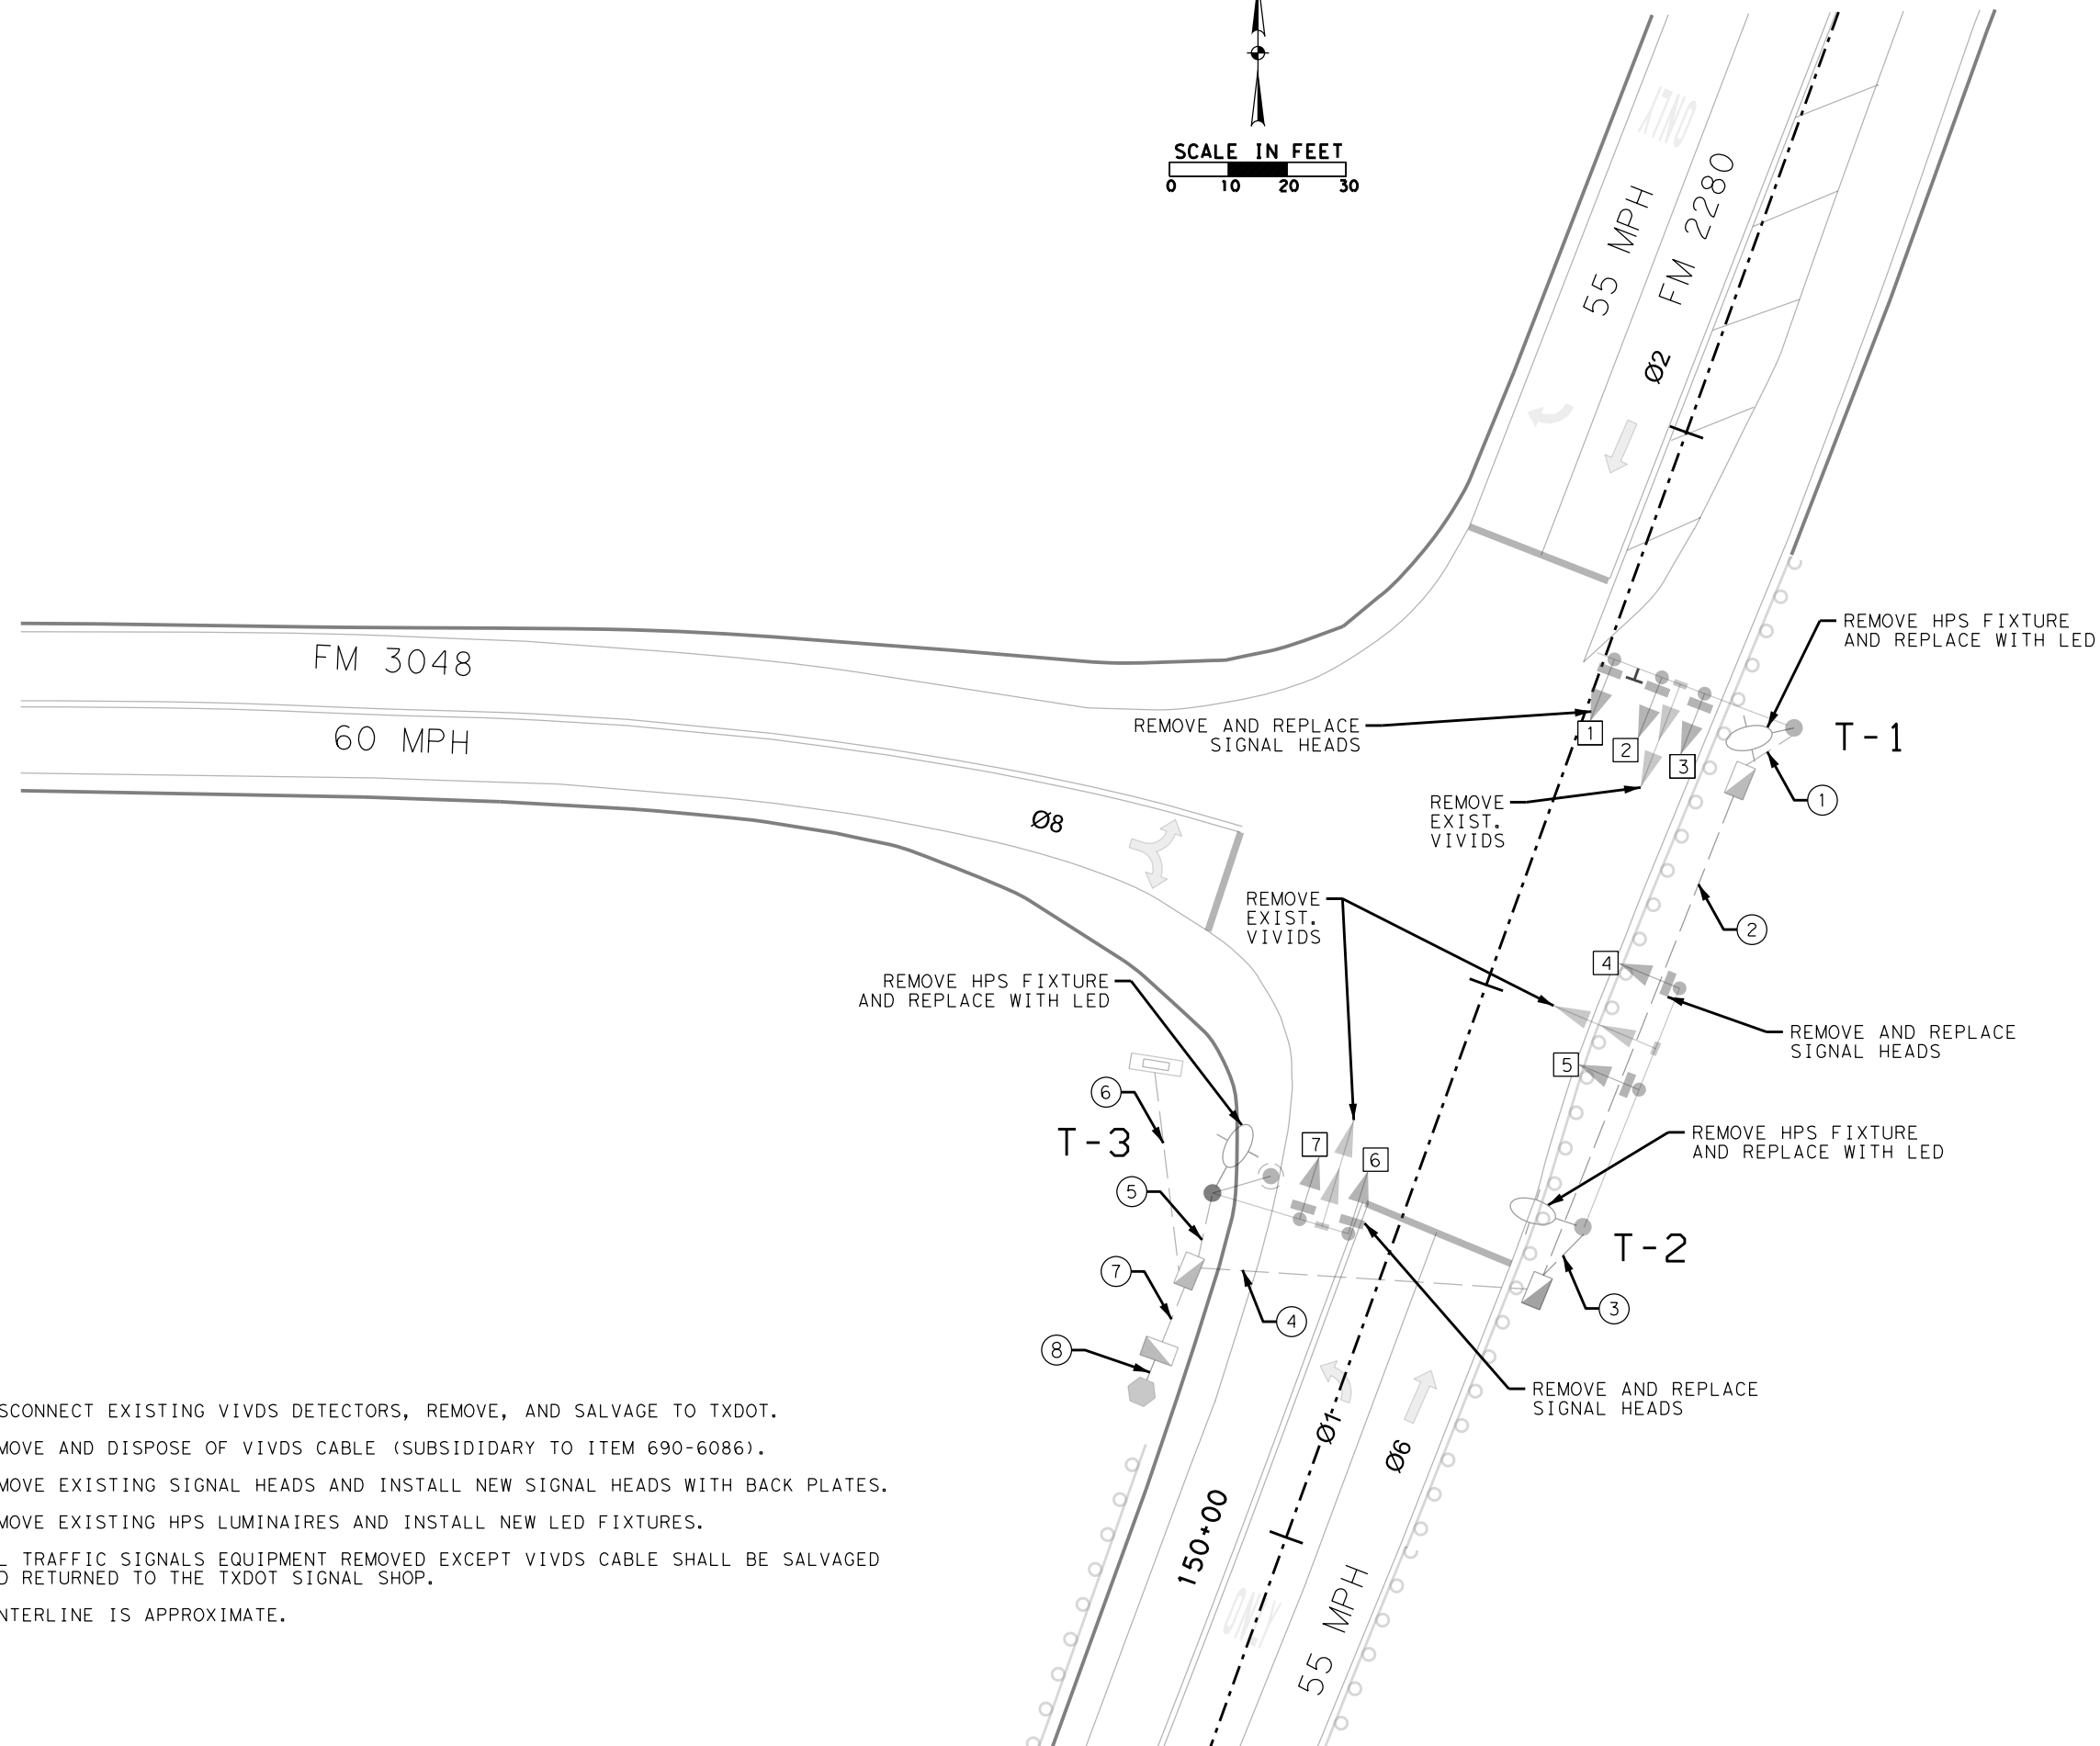 SCALE IN FEET
0 10 20 30
ONLY
55 MPH
FM 2280
Ø2
FM 3048
60 MPH
Ø8
REMOVE HPS FIXTURE
AND REPLACE WITH LED
T-1
1
REMOVE AND REPLACE
SIGNAL HEADS
1
2
3
REMOVE
EXIST.
VIVIDS
2
REMOVE
EXIST.
VIVIDS
4
5
REMOVE AND REPLACE
SIGNAL HEADS
REMOVE HPS FIXTURE
AND REPLACE WITH LED
6
T-3
5
7
6
7
4
8
REMOVE HPS FIXTURE
AND REPLACE WITH LED
T-2
3
REMOVE AND REPLACE
SIGNAL HEADS
Ø1
Ø6
150+00
ONLY
55 MPH
SCONNECT EXISTING VIVDS DETECTORS, REMOVE, AND SALVAGE TO TXDOT.
MOVE AND DISPOSE OF VIVDS CABLE (SUBSIDIDARY TO ITEM 690-6086).
MOVE EXISTING SIGNAL HEADS AND INSTALL NEW SIGNAL HEADS WITH BACK PLATES.
MOVE EXISTING HPS LUMINAIRES AND INSTALL NEW LED FIXTURES.
L TRAFFIC SIGNALS EQUIPMENT REMOVED EXCEPT VIVDS CABLE SHALL BE SALVAGED
D RETURNED TO THE TXDOT SIGNAL SHOP.
NTERLINE IS APPROXIMATE.